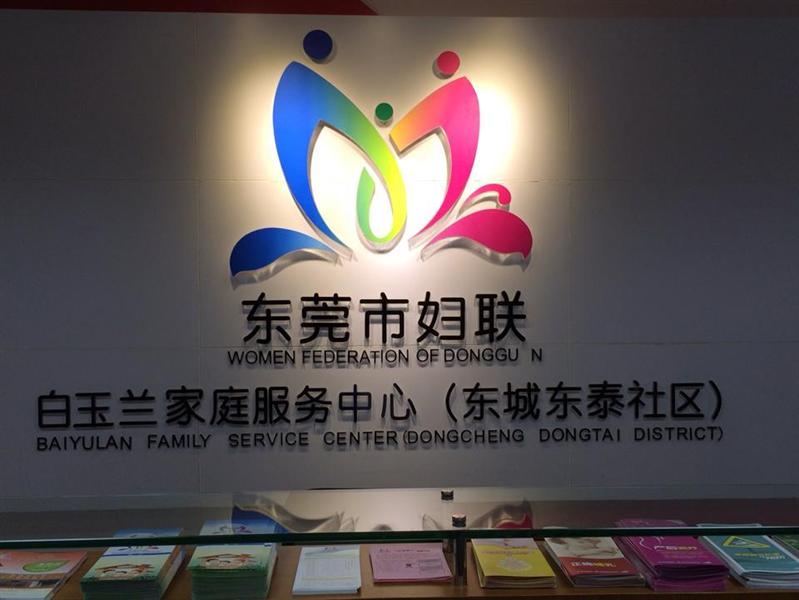 东莞市妇联
WOMEN FEDERATION OF DONGGU N
白玉兰家庭服务中心（东城东泰社区）
BAIYULAN FAMILY SERVICE CENTER(DONGCHENG DONGTAI DISTRICT)